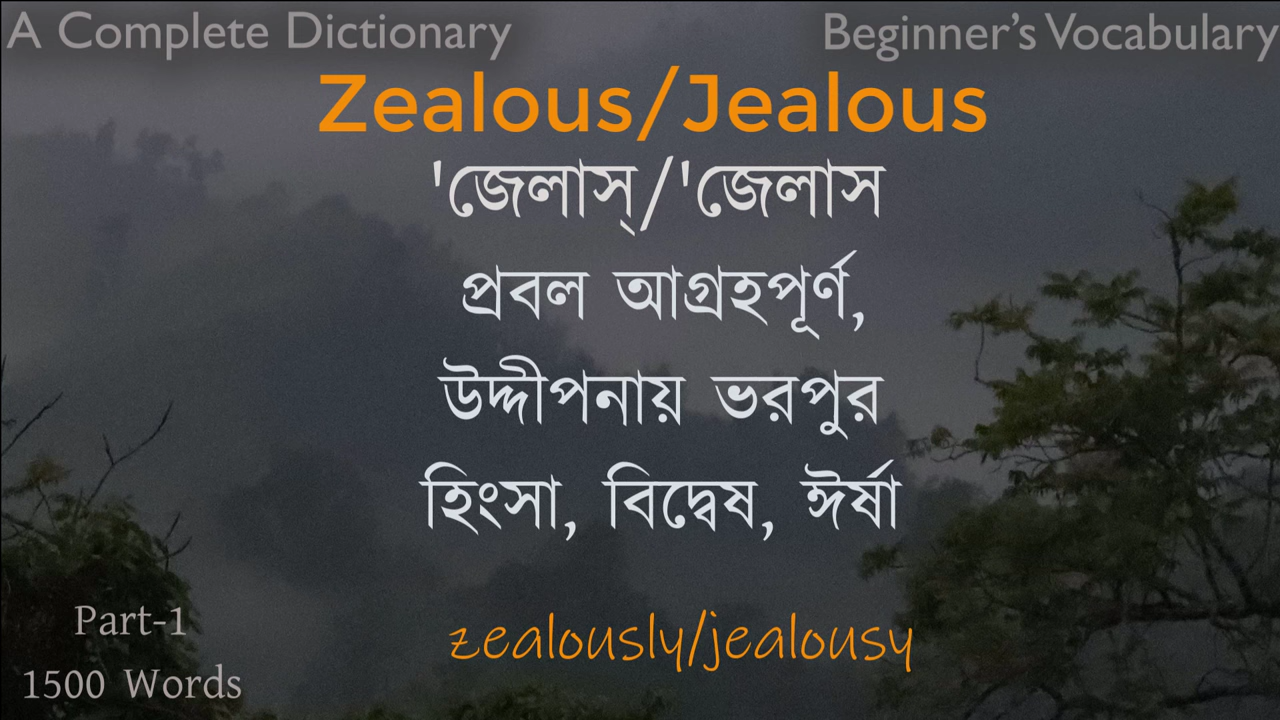 A Complete Dictionary
Beginner’s Vocabulary
Zealous/Jealous
'জেলাস্/'জেলাস
প্রবল আগ্রহপূর্ণ,
উদ্দীপনায় ভরপুর
হিংসা, বিদ্বেষ, ঈর্ষা
zealously/jealousy
Part-1
1500 Words